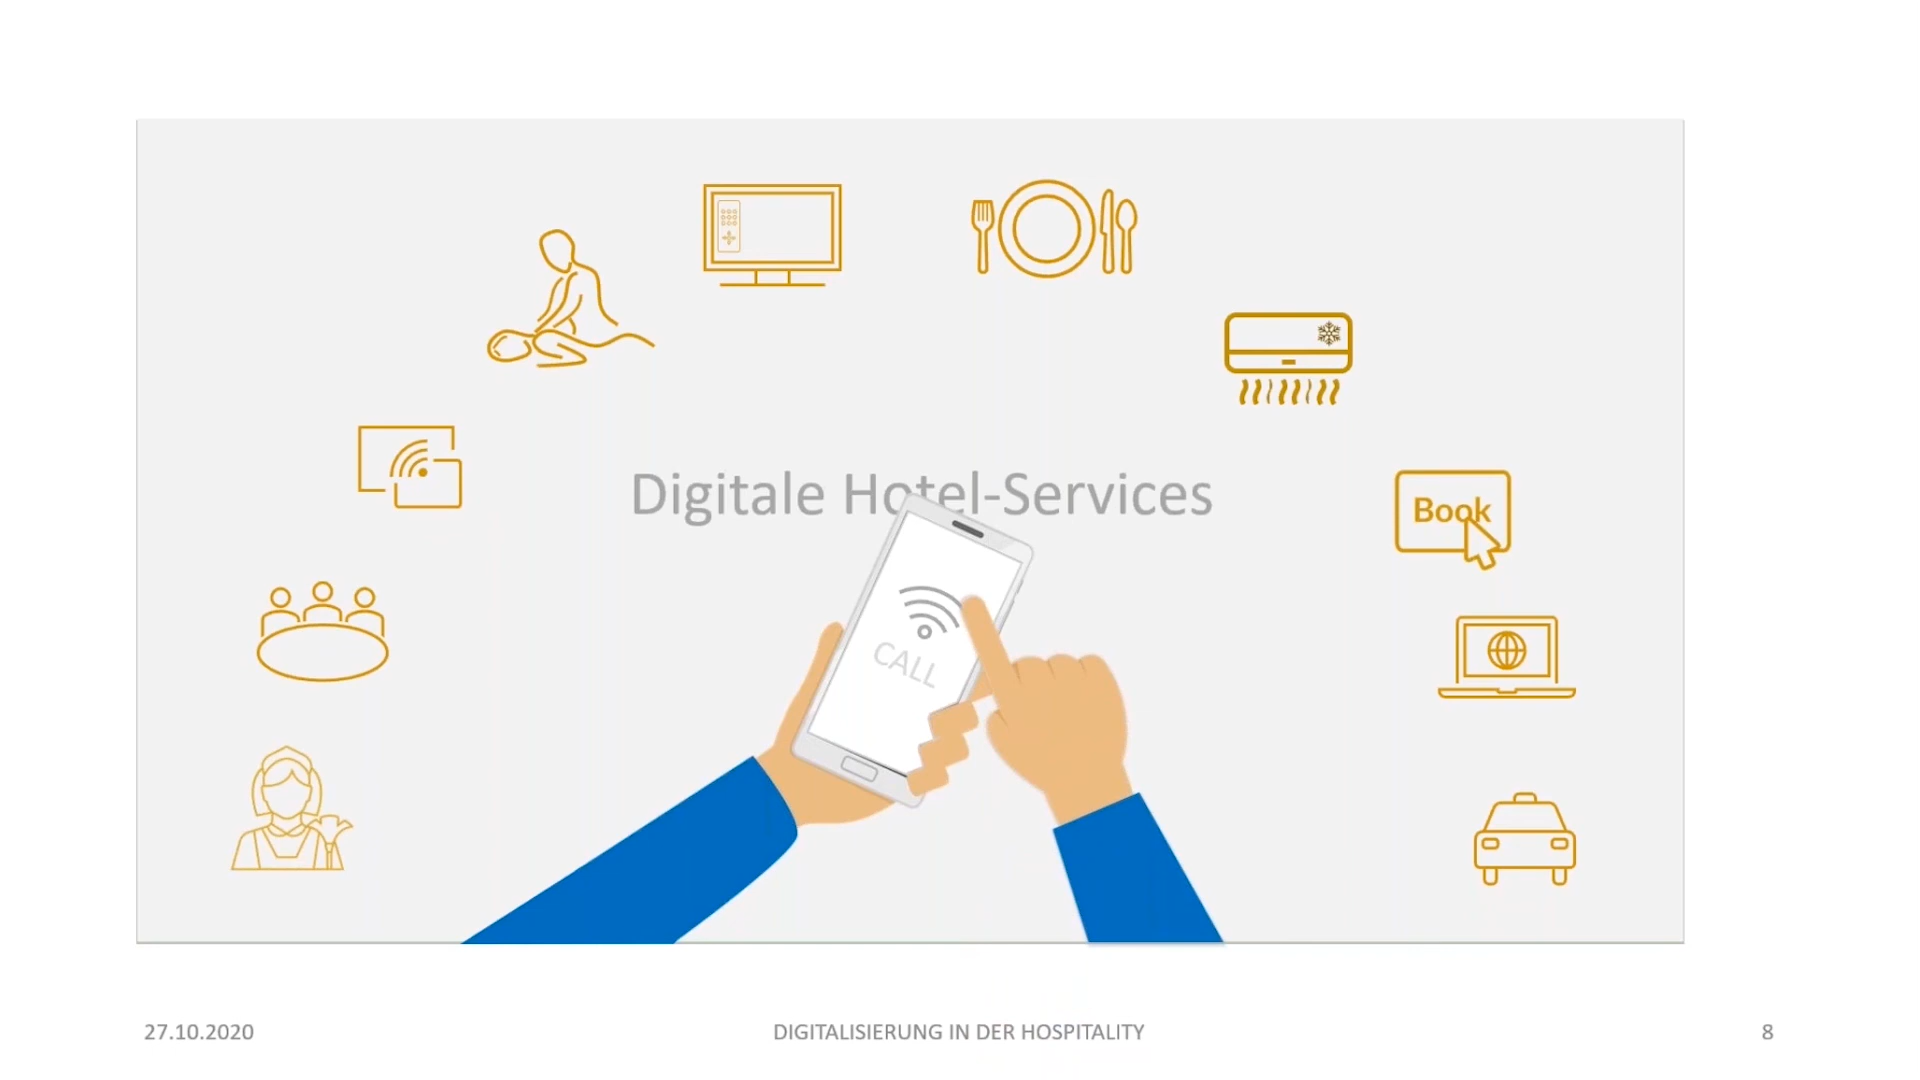 Digitale Hotel-Services
Book
CALL
27.10.2020
DIGITALISIERUNG IN DER HOSPITALITY
8